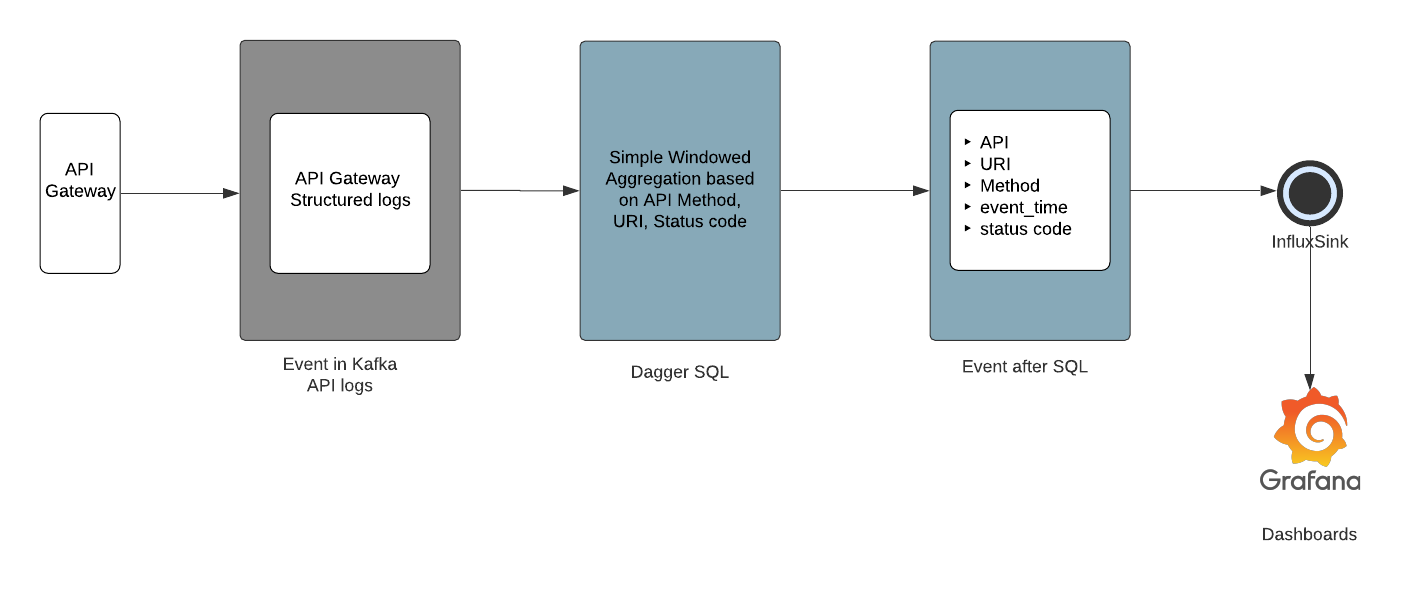 API
Gateway
API Gateway
Structured logs
Event in Kafka
API logs
Simple Windowed
Aggregation based
on API Method,
URI, Status code
Dagger SQL
‣ API
‣ URI
‣ Method
‣ event_time
‣ status code
Event after SQL
InfluxSink
Grafana
Dashboards